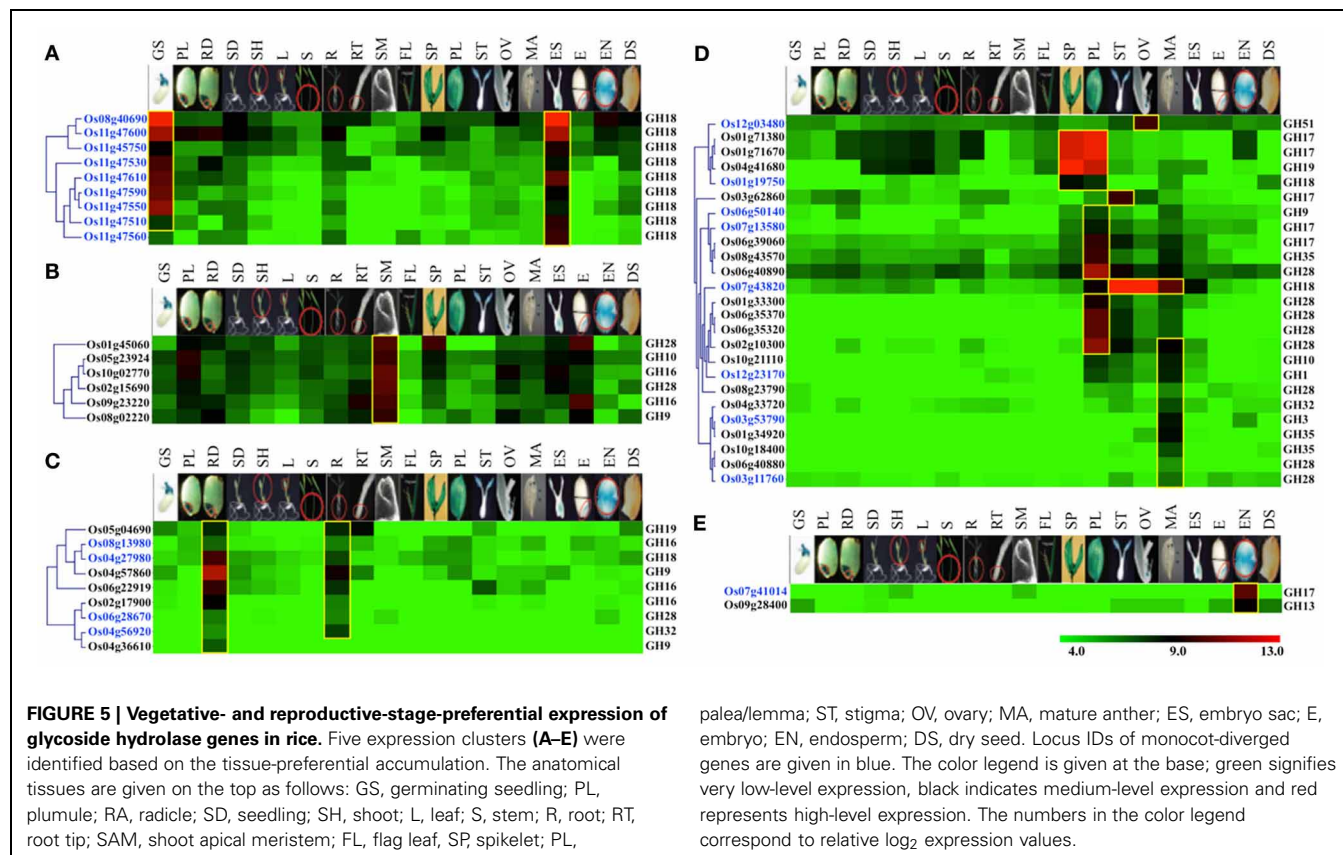 A
GS PL RD SD SH L S R RT SM FL SP PL ST OV MA ES E EN DS
Os08g40690 GH18
Os11g47600 GH18
Os11g45750 GH18
Os11g47530 GH18
Os11g47610 GH18
Os11g47590 GH18
Os11g47550 GH18
Os11g47510 GH18
Os11g47560 GH18
B
GS PL RD SD SH L S R RT SM FL SP PL ST OV MA ES E EN DS
Os01g45060 GH28
Os05g23924 GH10
Os10g02770 GH16
Os02g15690 GH28
Os09g23220 GH16
Os08g02220 GH9
C
GS PL RD SD SH L S R RT SM FL SP PL ST OV MA ES E EN DS
Os05g04690 GH19
Os08g13980 GH16
Os04g27980 GH18
Os04g57860 GH9
Os06g22919 GH16
Os02g17900 GH16
Os06g28670 GH28
Os04g56920 GH32
Os04g36610 GH9
D
GS PL RD SD SH L S R RT SM FL SP PL ST OV MA ES E EN DS
Os12g03480 GH51
Os01g71380 GH17
Os01g71670 GH17
Os04g41680 GH19
Os01g19750 GH18
Os03g62860 GH17
Os06g50140 GH9
Os07g13580 GH17
Os06g39060 GH17
Os08g43570 GH35
Os06g40890 GH28
Os07g43820 GH18
Os01g33300 GH28
Os06g35370 GH28
Os06g35320 GH28
Os02g10300 GH28
Os10g21110 GH10
Os12g23170 GH1
Os08g23790 GH28
Os04g33720 GH32
Os03g53790 GH3
Os01g34920 GH35
Os10g18400 GH35
Os06g40880 GH28
Os03g11760 GH28
E
GS PL RD SD SH L S R RT SM FL SP PL ST OV MA ES E EN DS
Os07g41014 GH17
Os09g28400 GH13
4.0 9.0 13.0
FIGURE 5 | Vegetative- and reproductive-stage-preferential expression of
glycoside hydrolase genes in rice. Five expression clusters (A–E) were
identified based on the tissue-preferential accumulation. The anatomical
tissues are given on the top as follows: GS, germinating seedling; PL,
plumule; RA, radicle; SD, seedling; SH, shoot; L, leaf; S, stem; R, root; RT,
root tip; SAM, shoot apical meristem; FL, flag leaf, SP, spikelet; PL,
palea/lemma; ST, stigma; OV, ovary; MA, mature anther; ES, embryo sac; E,
embryo; EN, endosperm; DS, dry seed. Locus IDs of monocot-diverged
genes are given in blue. The color legend is given at the base; green signifies
very low-level expression, black indicates medium-level expression and red
represents high-level expression. The numbers in the color legend
correspond to relative log₂ expression values.